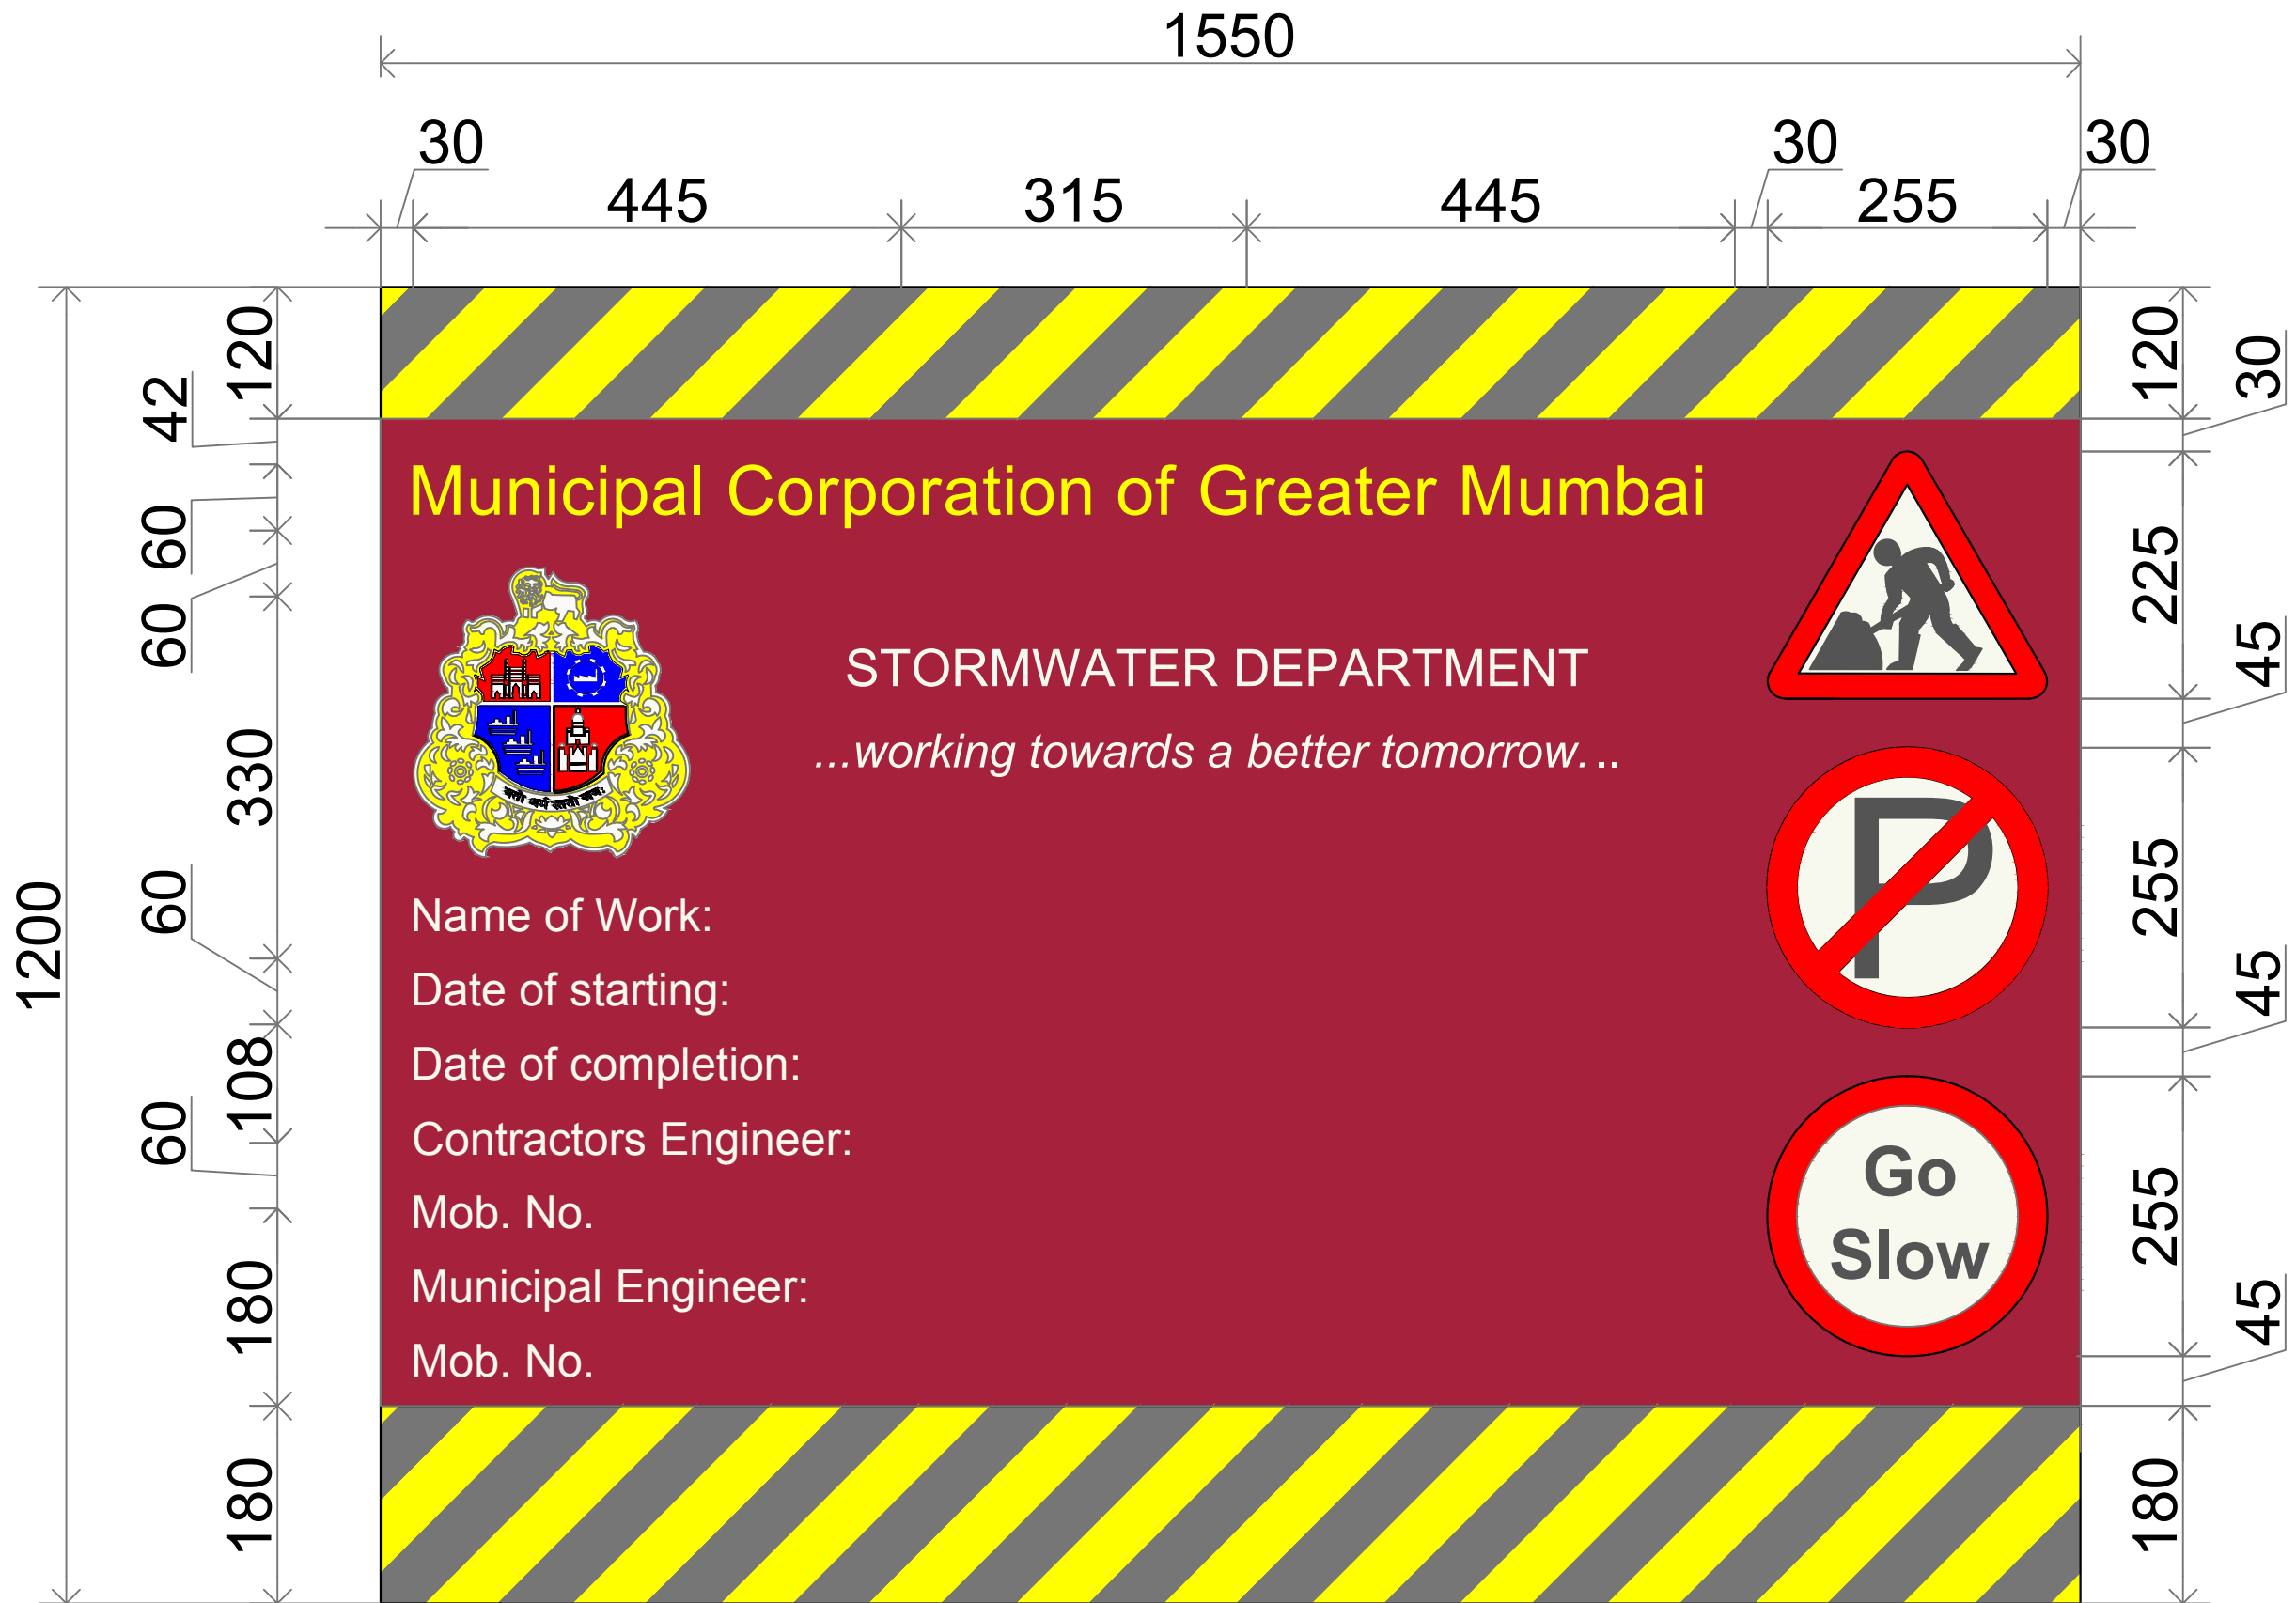 1550
30
30
30
445
315
445
255
120
42
60
60
330
60
108
60
180
180
1200
120
30
225
45
255
45
255
45
180
Municipal Corporation of Greater Mumbai
STORMWATER DEPARTMENT
...working towards a better tomorrow...
Name of Work:
Date of starting:
Date of completion:
Contractors Engineer:
Mob. No.
Municipal Engineer:
Mob. No.
P
Go
Slow